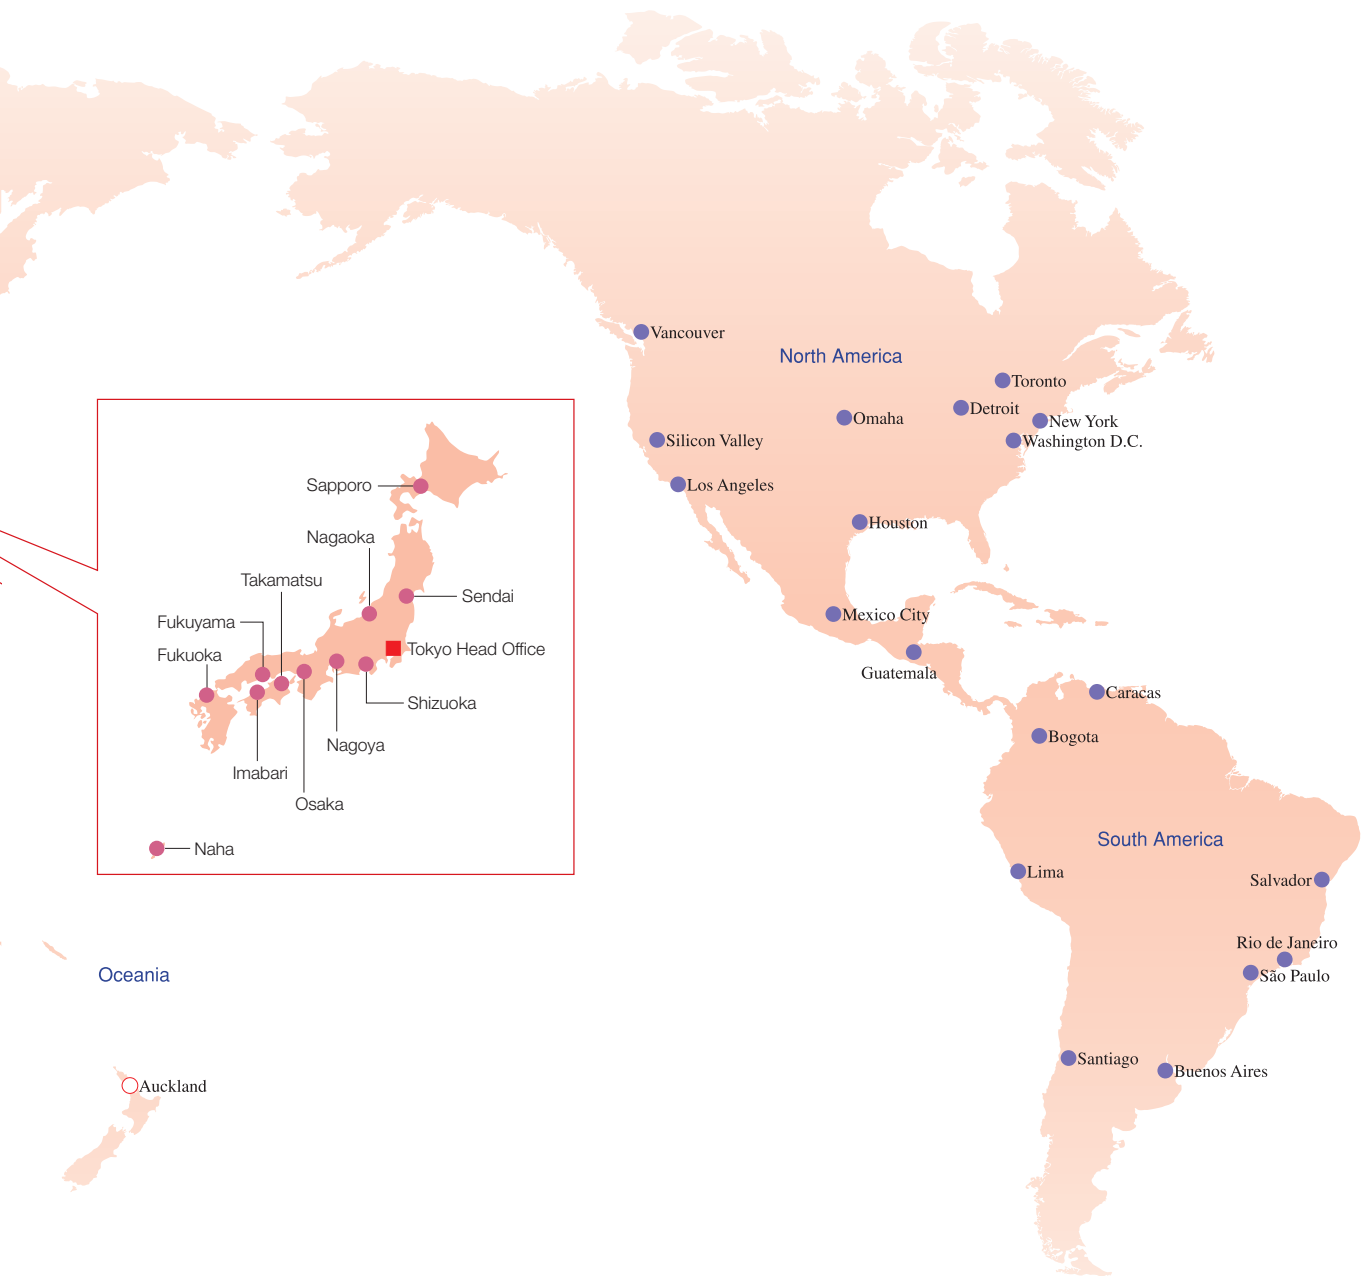 Vancouver
North America
Toronto
Detroit
Omaha
New York
Silicon Valley
Washington D.C.
Los Angeles
Houston
Mexico City
Guatemala
Caracas
Bogota
South America
Lima
Salvador
Rio de Janeiro
São Paulo
Santiago
Buenos Aires
Sapporo
Nagaoka
Takamatsu
Sendai
Fukuyama
Tokyo Head Office
Fukuoka
Shizuoka
Nagoya
Imabari
Osaka
Naha
Oceania
Auckland